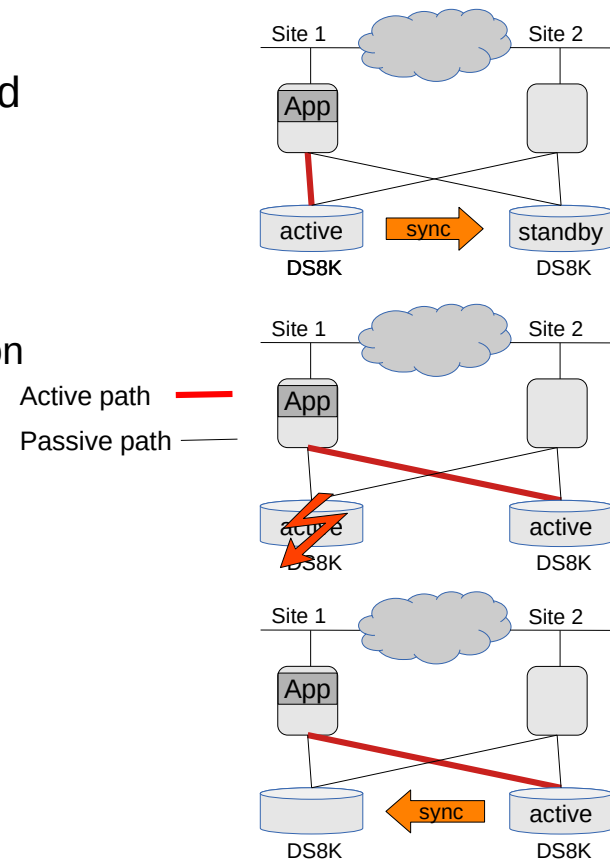 Site 1
Site 2
d
App
active
sync
standby
DS8K
DS8K
on
Site 1
Site 2
Active path
App
Passive path
active
active
DS8K
DS8K
Site 1
Site 2
App
sync
active
DS8K
DS8K